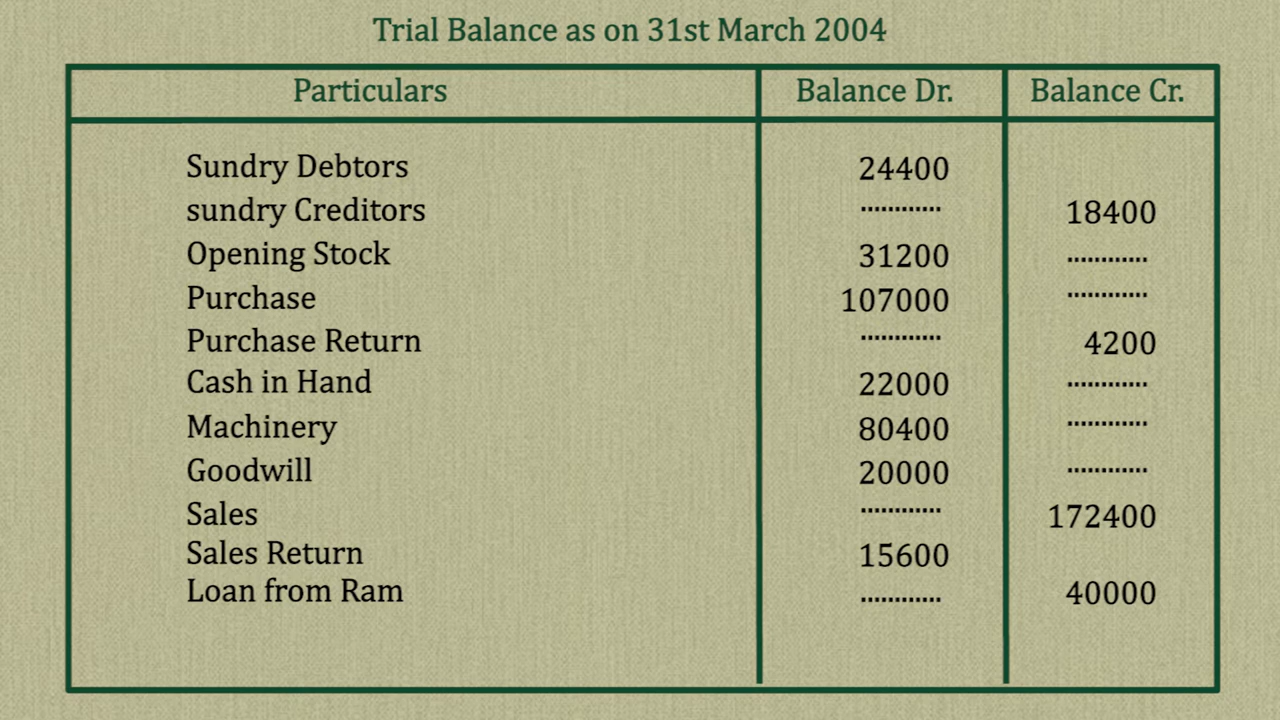 Trial Balance as on 31st March 2004
Particulars Balance Dr. Balance Cr.
Sundry Debtors 24400
sundry Creditors ............ 18400
Opening Stock 31200 ............
Purchase 107000 ............
Purchase Return ............ 4200
Cash in Hand 22000 ............
Machinery 80400 ............
Goodwill 20000 ............
Sales ............ 172400
Sales Return 15600
Loan from Ram ............ 40000